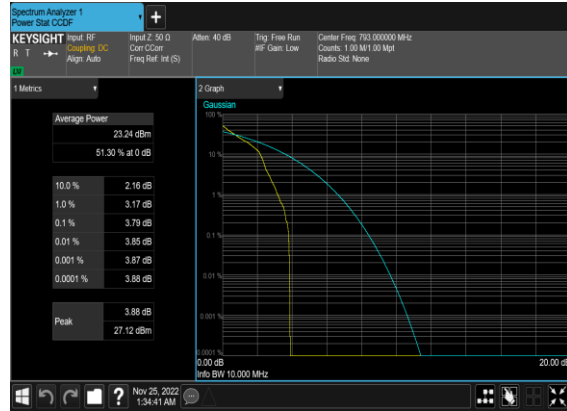 Spectrum Analyzer 1
Power Stat CCDF
KEYSIGHT
R T
Input: RF
Coupling: DC
Align: Auto
Input Z: 50 Ω
Corr CCorr
Freq Ref: Int (S)
Atten: 40 dB
Trig: Free Run
#IF Gain: Low
Center Freq: 793.000000 MHz
Counts: 1.00 M/1.00 Mpt
Radio Std: None
1 Metrics
Average Power
23.24 dBm
51.30 % at 0 dB
10.0 % 2.16 dB
1.0 % 3.17 dB
0.1 % 3.79 dB
0.01 % 3.85 dB
0.001 % 3.87 dB
0.0001 % 3.88 dB
Peak
3.88 dB
27.12 dBm
2 Graph
Gaussian
100 %
10 %
1 %
0.1 %
0.01 %
0.001 %
0.0001 %
0.00 dB
20.00 dB
Info BW 10.000 MHz
?
Nov 25, 2022
1:34:41 AM